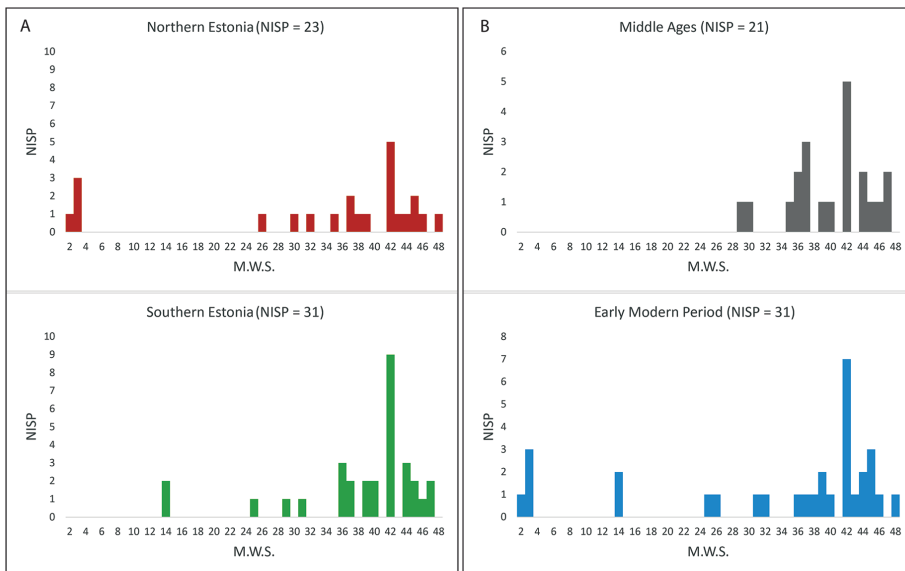 A
Northern Estonia (NISP = 23)
10
9
8
7
6
5
4
3
2
1
0
NISP
2 4 6 8 10 12 14 16 18 20 22 24 26 28 30 32 34 36 38 40 42 44 46 48
M.W.S.
Southern Estonia (NISP = 31)
10
9
8
7
6
5
4
3
2
1
0
NISP
2 4 6 8 10 12 14 16 18 20 22 24 26 28 30 32 34 36 38 40 42 44 46 48
M.W.S.
B
Middle Ages (NISP = 21)
6
5
4
3
2
1
0
NISP
2 4 6 8 10 12 14 16 18 20 22 24 26 28 30 32 34 36 38 40 42 44 46 48
M.W.S.
Early Modern Period (NISP = 31)
8
7
6
5
4
3
2
1
0
NISP
2 4 6 8 10 12 14 16 18 20 22 24 26 28 30 32 34 36 38 40 42 44 46 48
M.W.S.